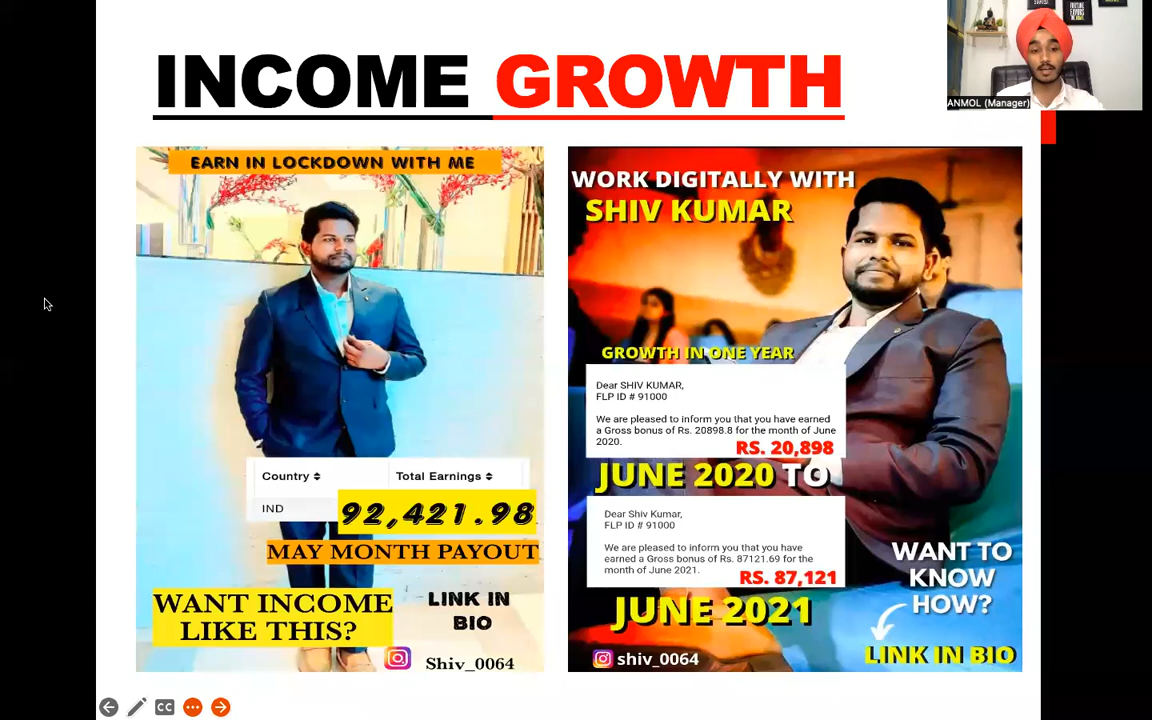 INCOME GROWTH
ANMOL (Manager)
EARN IN LOCKDOWN WITH ME
Country
Total Earnings
IND
92,421.98
MAY MONTH PAYOUT
WANT INCOME
LIKE THIS?
LINK IN
BIO
Shiv_0064
WORK DIGITALLY WITH
SHIV KUMAR
GROWTH IN ONE YEAR
Dear SHIV KUMAR,
FLP ID # 91000
We are pleased to inform you that you have earned
a Gross bonus of Rs. 20898.8 for the month of June
2020.
RS. 20,898
JUNE 2020 TO
Dear Shiv Kumar,
FLP ID # 91000
We are pleased to inform you that you have
earned a Gross bonus of Rs. 87121.69 for the
month of June 2021.
RS. 87,121
JUNE 2021
shiv_0064
WANT TO
KNOW
HOW?
LINK IN BIO
CC